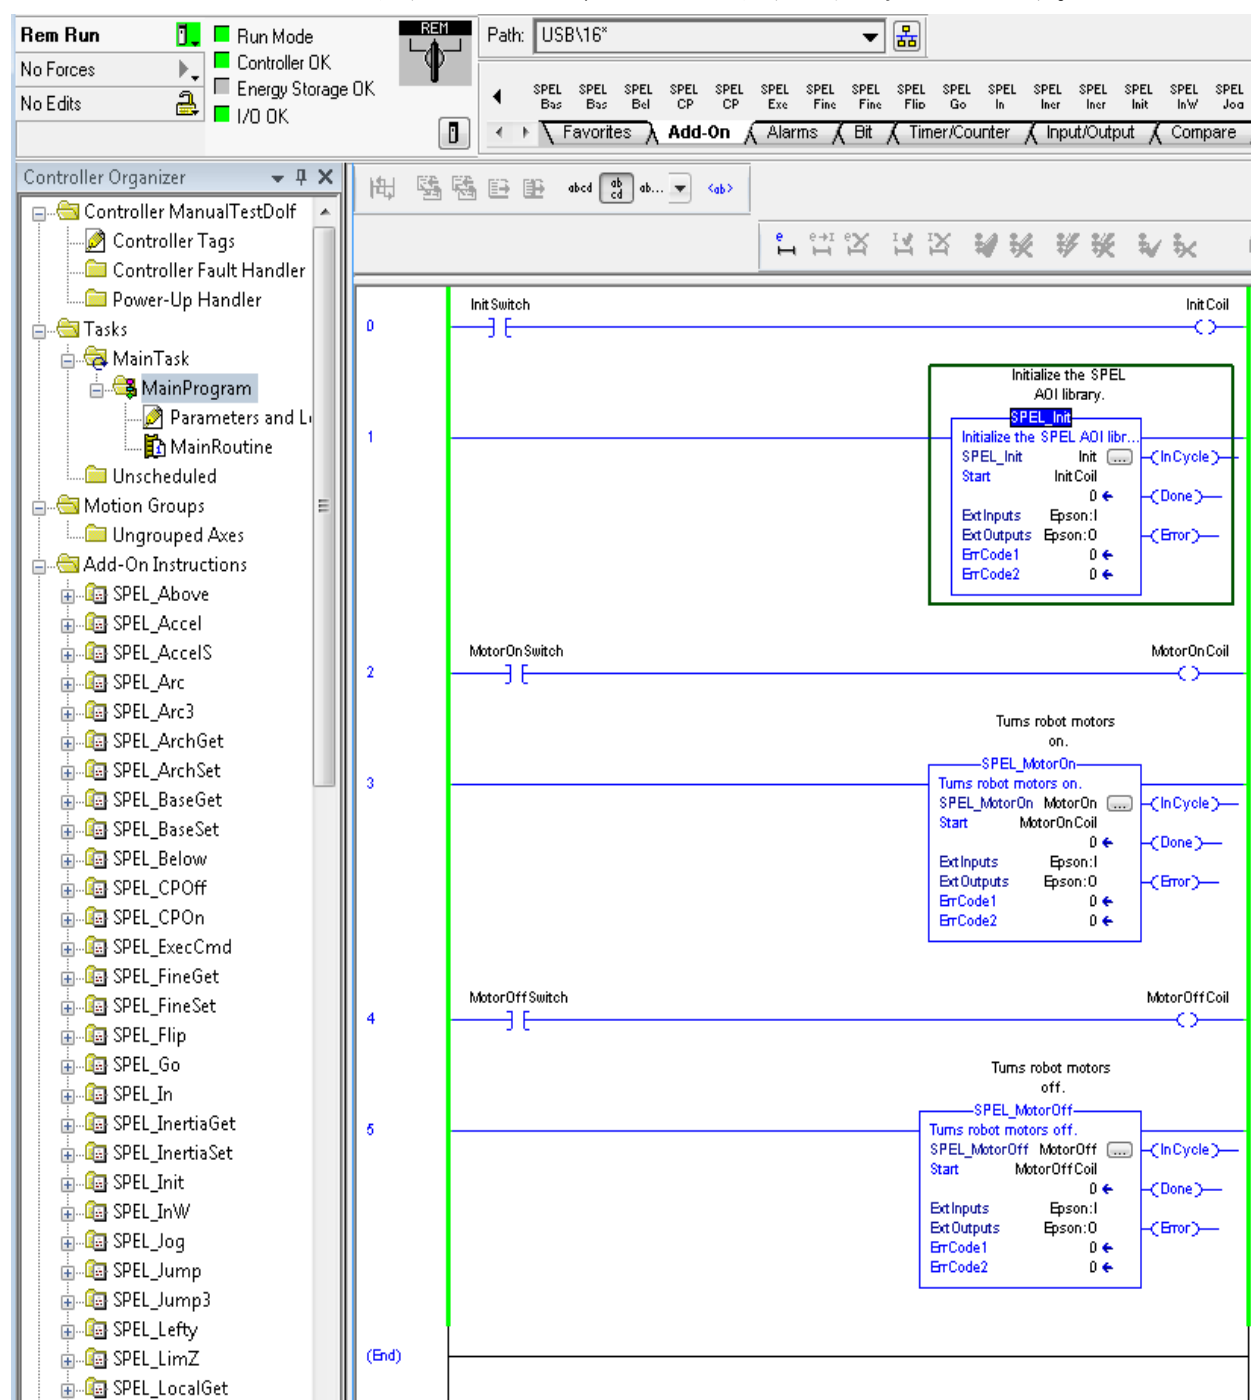 Rem Run
Run Mode
REM
Path: USB\16*
No Forces
Controller OK
Energy Storage OK
No Edits
I/O OK
SPEL SPEL SPEL SPEL SPEL SPEL SPEL SPEL SPEL SPEL SPEL SPEL SPEL SPEL SPEL SPEL
Bas Bas Bel CP CP Exe Fine Fine Flip Go In Iner Iner Init InW Jog
Favorites Add-On Alarms Bit Timer/Counter Input/Output Compare
Controller Organizer
abcd ab cd ab... <ab>
Controller ManualTestDolf
Controller Tags
Controller Fault Handler
Power-Up Handler
Tasks
MainTask
MainProgram
Parameters and L
MainRoutine
Unscheduled
Motion Groups
Ungrouped Axes
Add-On Instructions
SPEL_Above
SPEL_Accel
SPEL_AccelS
SPEL_Arc
SPEL_Arc3
SPEL_ArchGet
SPEL_ArchSet
SPEL_BaseGet
SPEL_BaseSet
SPEL_Below
SPEL_CPOff
SPEL_CPOn
SPEL_ExecCmd
SPEL_FineGet
SPEL_FineSet
SPEL_Flip
SPEL_Go
SPEL_In
SPEL_InertiaGet
SPEL_InertiaSet
SPEL_Init
SPEL_InW
SPEL_Jog
SPEL_Jump
SPEL_Jump3
SPEL_Lefty
SPEL_LimZ
SPEL_LocalGet
e e→I e I I
InitSwitch InitCoil
0
Initialize the SPEL
AOI library.
SPEL_Init
1
Initialize the SPEL AOI libr...
SPEL_Init Init ... InCycle
Start InitCoil
0 Done
ExtInputs Epson:I
ExtOutputs Epson:O Error
ErrCode1 0
ErrCode2 0
MotorOnSwitch MotorOnCoil
2
Turns robot motors
on.
SPEL_MotorOn
3
Turns robot motors on.
SPEL_MotorOn MotorOn ... InCycle
Start MotorOnCoil
0 Done
ExtInputs Epson:I
ExtOutputs Epson:O Error
ErrCode1 0
ErrCode2 0
MotorOffSwitch MotorOffCoil
4
Turns robot motors
off.
SPEL_MotorOff
5
Turns robot motors off.
SPEL_MotorOff MotorOff ... InCycle
Start MotorOffCoil
0 Done
ExtInputs Epson:I
ExtOutputs Epson:O Error
ErrCode1 0
ErrCode2 0
(End)